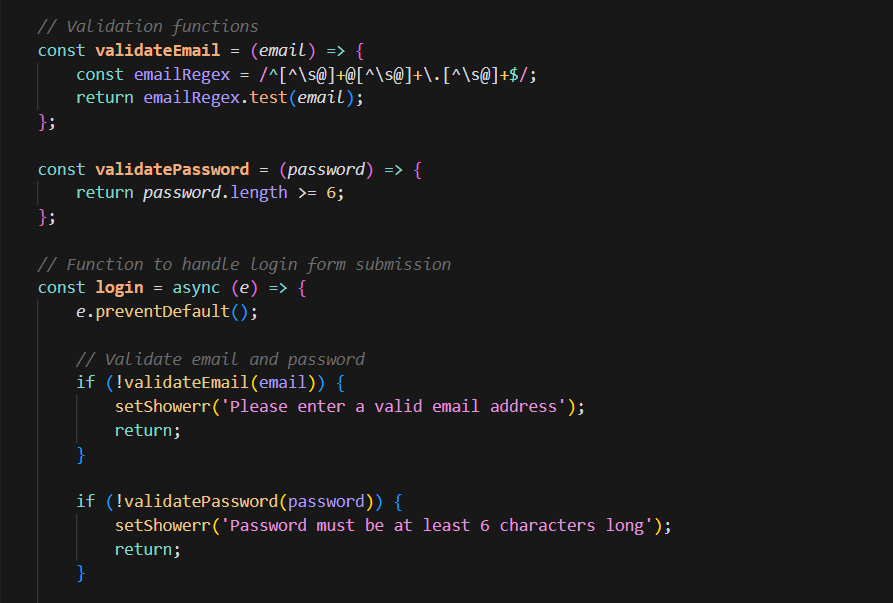 // Validation functions
const validateEmail = (email) => {
    const emailRegex = /^[^\s@]+@[^\s@]+\.[^\s@]+$/;
    return emailRegex.test(email);
};
const validatePassword = (password) => {
    return password.length >= 6;
};
// Function to handle login form submission
const login = async (e) => {
    e.preventDefault();
    // Validate email and password
    if (!validateEmail(email)) {
        setShowerr('Please enter a valid email address');
        return;
    }
    if (!validatePassword(password)) {
        setShowerr('Password must be at least 6 characters long');
        return;
    }